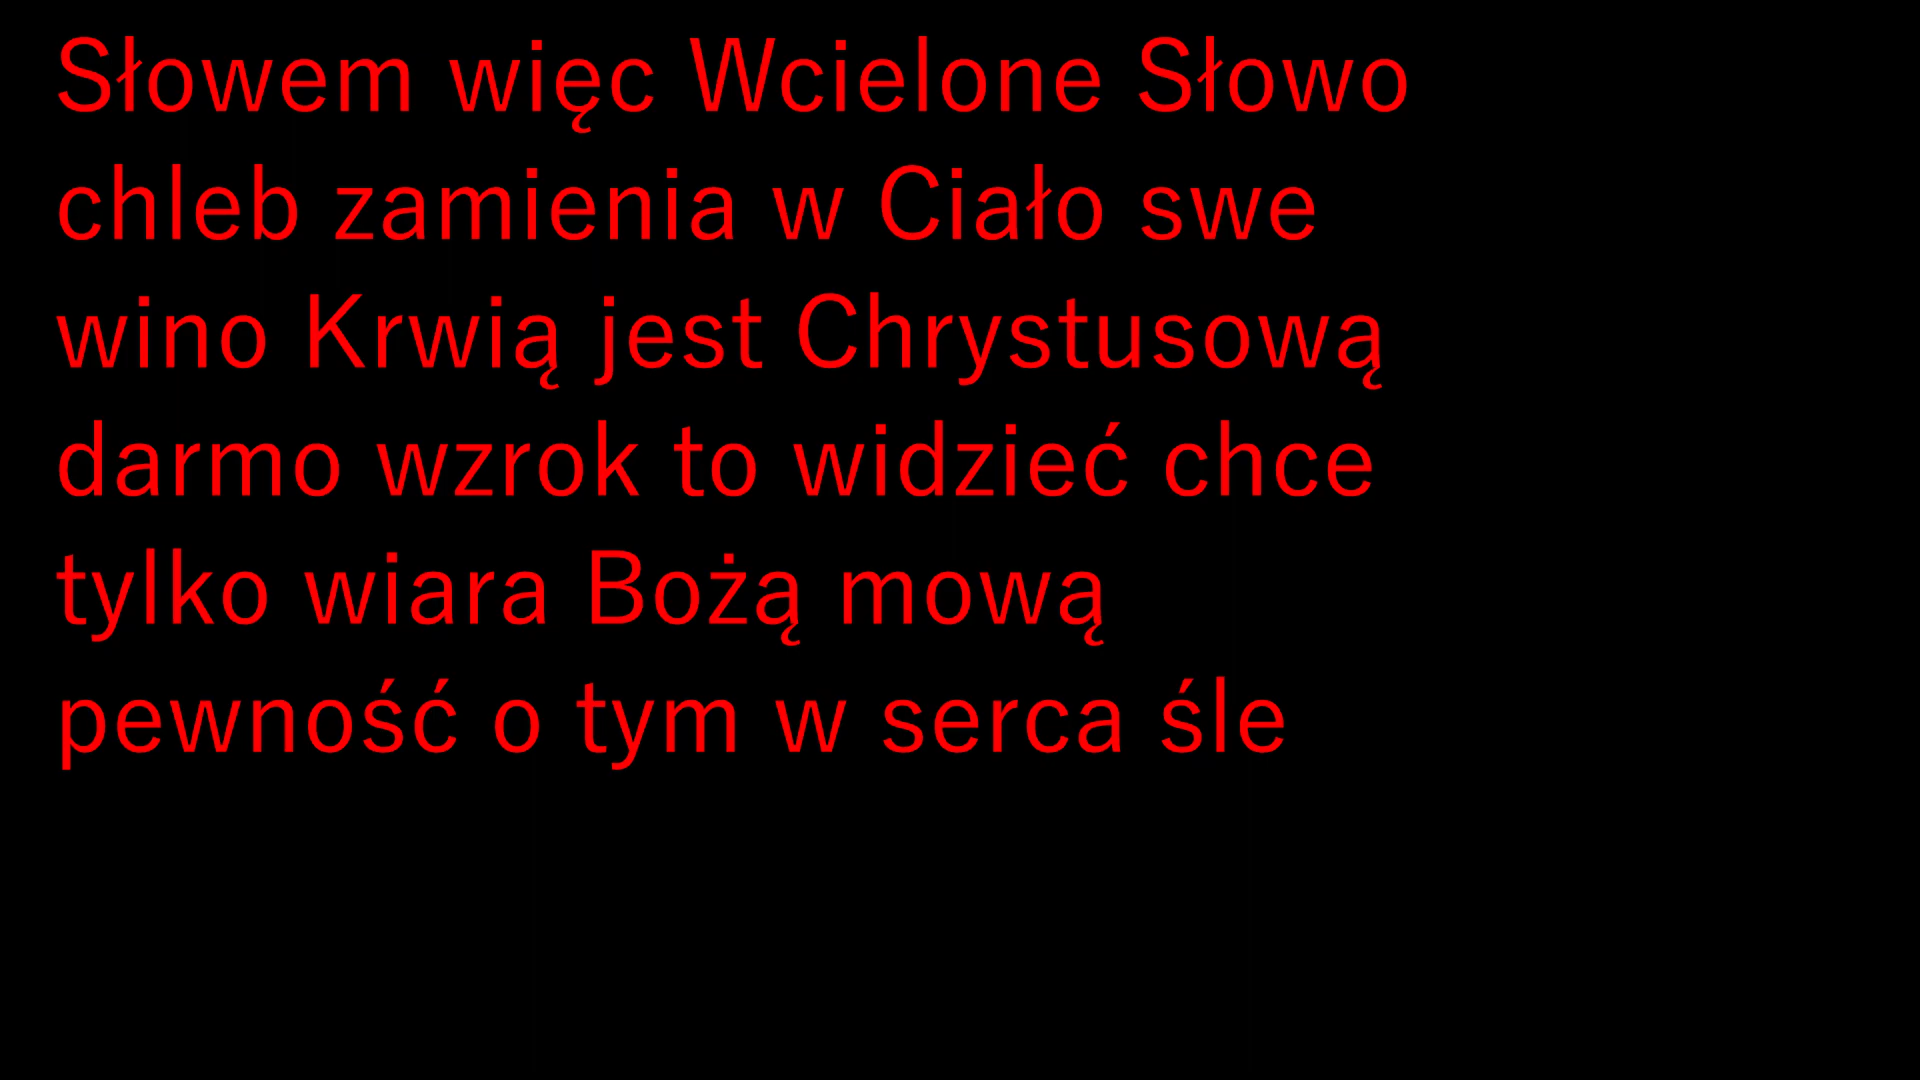 Słowem więc Wcielone Słowo
chleb zamienia w Ciało swe
wino Krwią jest Chrystusową
darmo wzrok to widzieć chce
tylko wiara Bożą mową
pewność o tym w serca śle